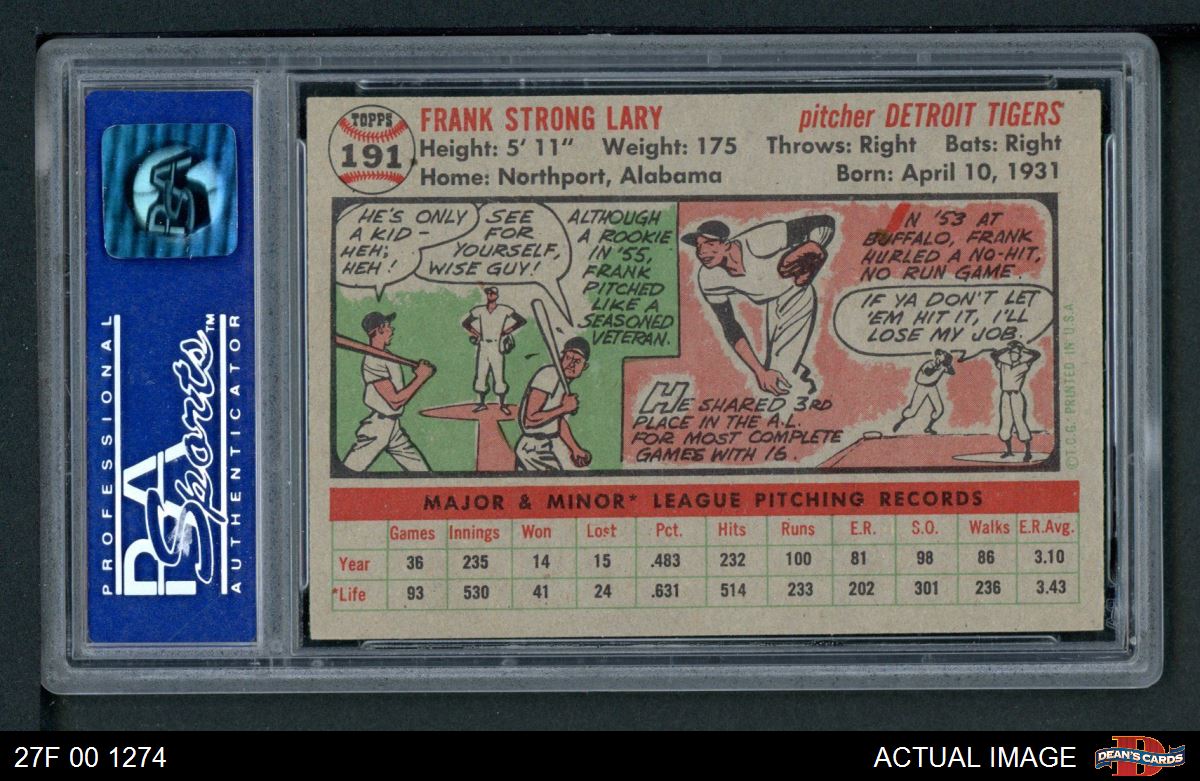 PSA
PROFESSIONAL
PSA Sports™
AUTHENTICATOR
TOPPS
191
FRANK STRONG LARY
pitcher DETROIT TIGERS
Height: 5' 11" Weight: 175 Throws: Right Bats: Right
Home: Northport, Alabama Born: April 10, 1931
HE'S ONLY
A KID -
HEH,
HEH!
SEE
FOR
YOURSELF,
WISE GUY!
ALTHOUGH
A ROOKIE
IN '55,
FRANK
PITCHED
LIKE A
SEASONED
VETERAN.
HE SHARED 3RD
PLACE IN THE A.L.
FOR MOST COMPLETE
GAMES WITH 16.
IN '53 AT
BUFFALO, FRANK
HURLED A NO-HIT,
NO RUN GAME.
IF YA DON'T LET
'EM HIT IT, I'LL
LOSE MY JOB.
©T.C.G. PRINTED IN U.S.A.
MAJOR & MINOR* LEAGUE PITCHING RECORDS
Games Innings Won Lost Pct. Hits Runs E.R. S.O. Walks E.R.Avg.
Year 36 235 14 15 .483 232 100 81 98 86 3.10
*Life 93 530 41 24 .631 514 233 202 301 236 3.43
27F 00 1274
ACTUAL IMAGE
D
DEAN'S CARDS